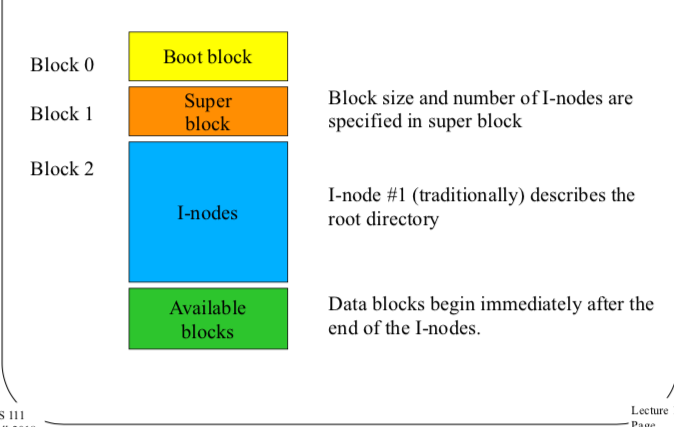 Block 0
Boot block
Block 1
Super
block
Block size and number of I-nodes are
specified in super block
Block 2
I-nodes
I-node #1 (traditionally) describes the
root directory
Available
blocks
Data blocks begin immediately after the
end of the I-nodes.
S 111
Lecture
Page